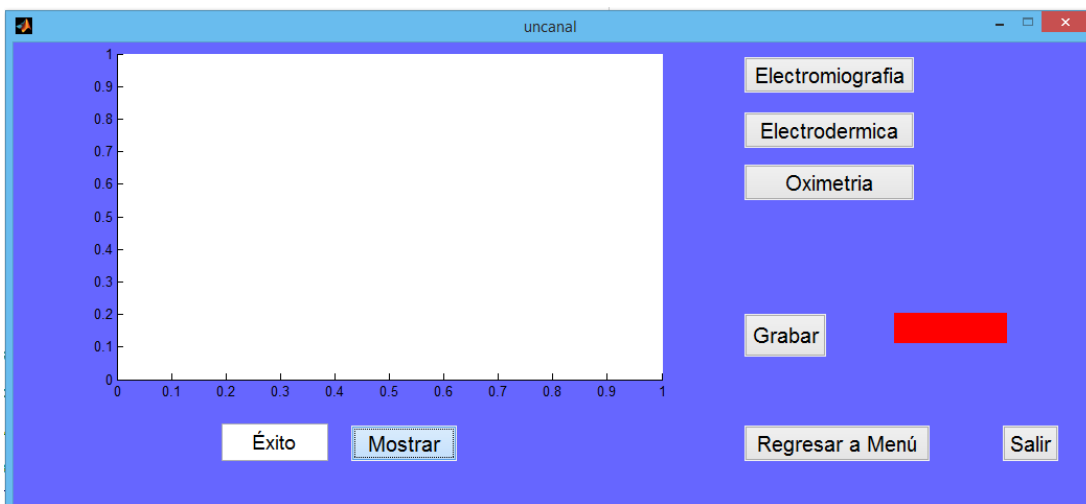 uncanal
1
0.9
0.8
0.7
0.6
0.5
0.4
0.3
0.2
0.1
0
0 0.1 0.2 0.3 0.4 0.5 0.6 0.7 0.8 0.9 1
Electromiografia
Electrodermica
Oximetria
Grabar
Éxito Mostrar
Regresar a Menú Salir